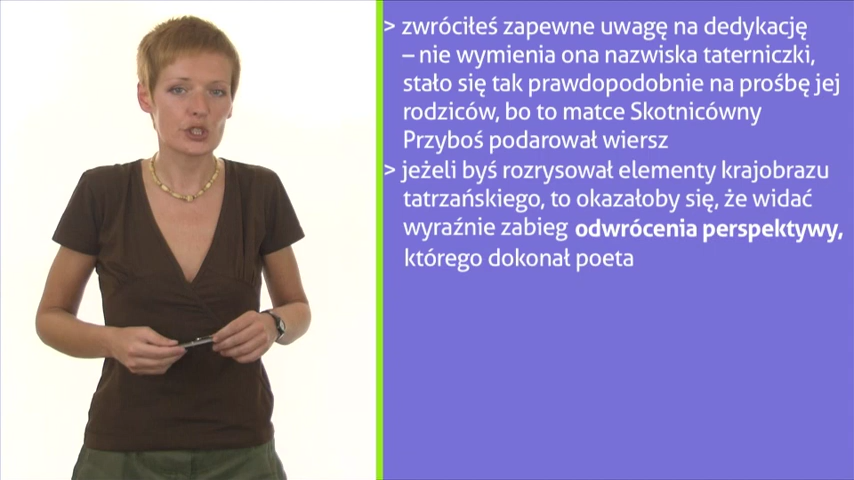 > zwróciłeś zapewne uwagę na dedykację
– nie wymienia ona nazwiska taterniczki,
stało się tak prawdopodobnie na prośbę jej
rodziców, bo to matce Skotnicówny
Przyboś podarował wiersz
> jeżeli byś rozrysował elementy krajobrazu
tatrzańskiego, to okazałoby się, że widać
wyraźnie zabieg odwrócenia perspektywy,
którego dokonał poeta